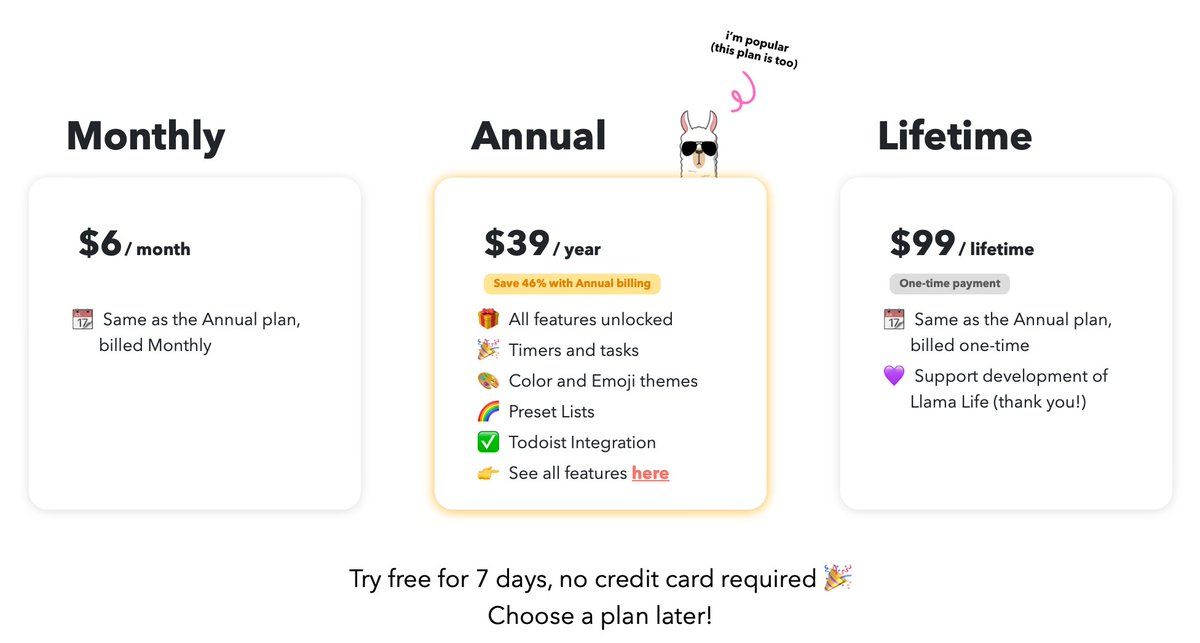 i'm popular
(this plan is too)
Monthly
$6 / month
📆 Same as the Annual plan,
billed Monthly
Annual
$39 / year
Save 46% with Annual billing
🎁 All features unlocked
🎉 Timers and tasks
🎨 Color and Emoji themes
🌈 Preset Lists
✅ Todoist Integration
👉 See all features here
Lifetime
$99 / lifetime
One-time payment
📆 Same as the Annual plan,
billed one-time
💜 Support development of
Llama Life (thank you!)
Try free for 7 days, no credit card required 🎉
Choose a plan later!